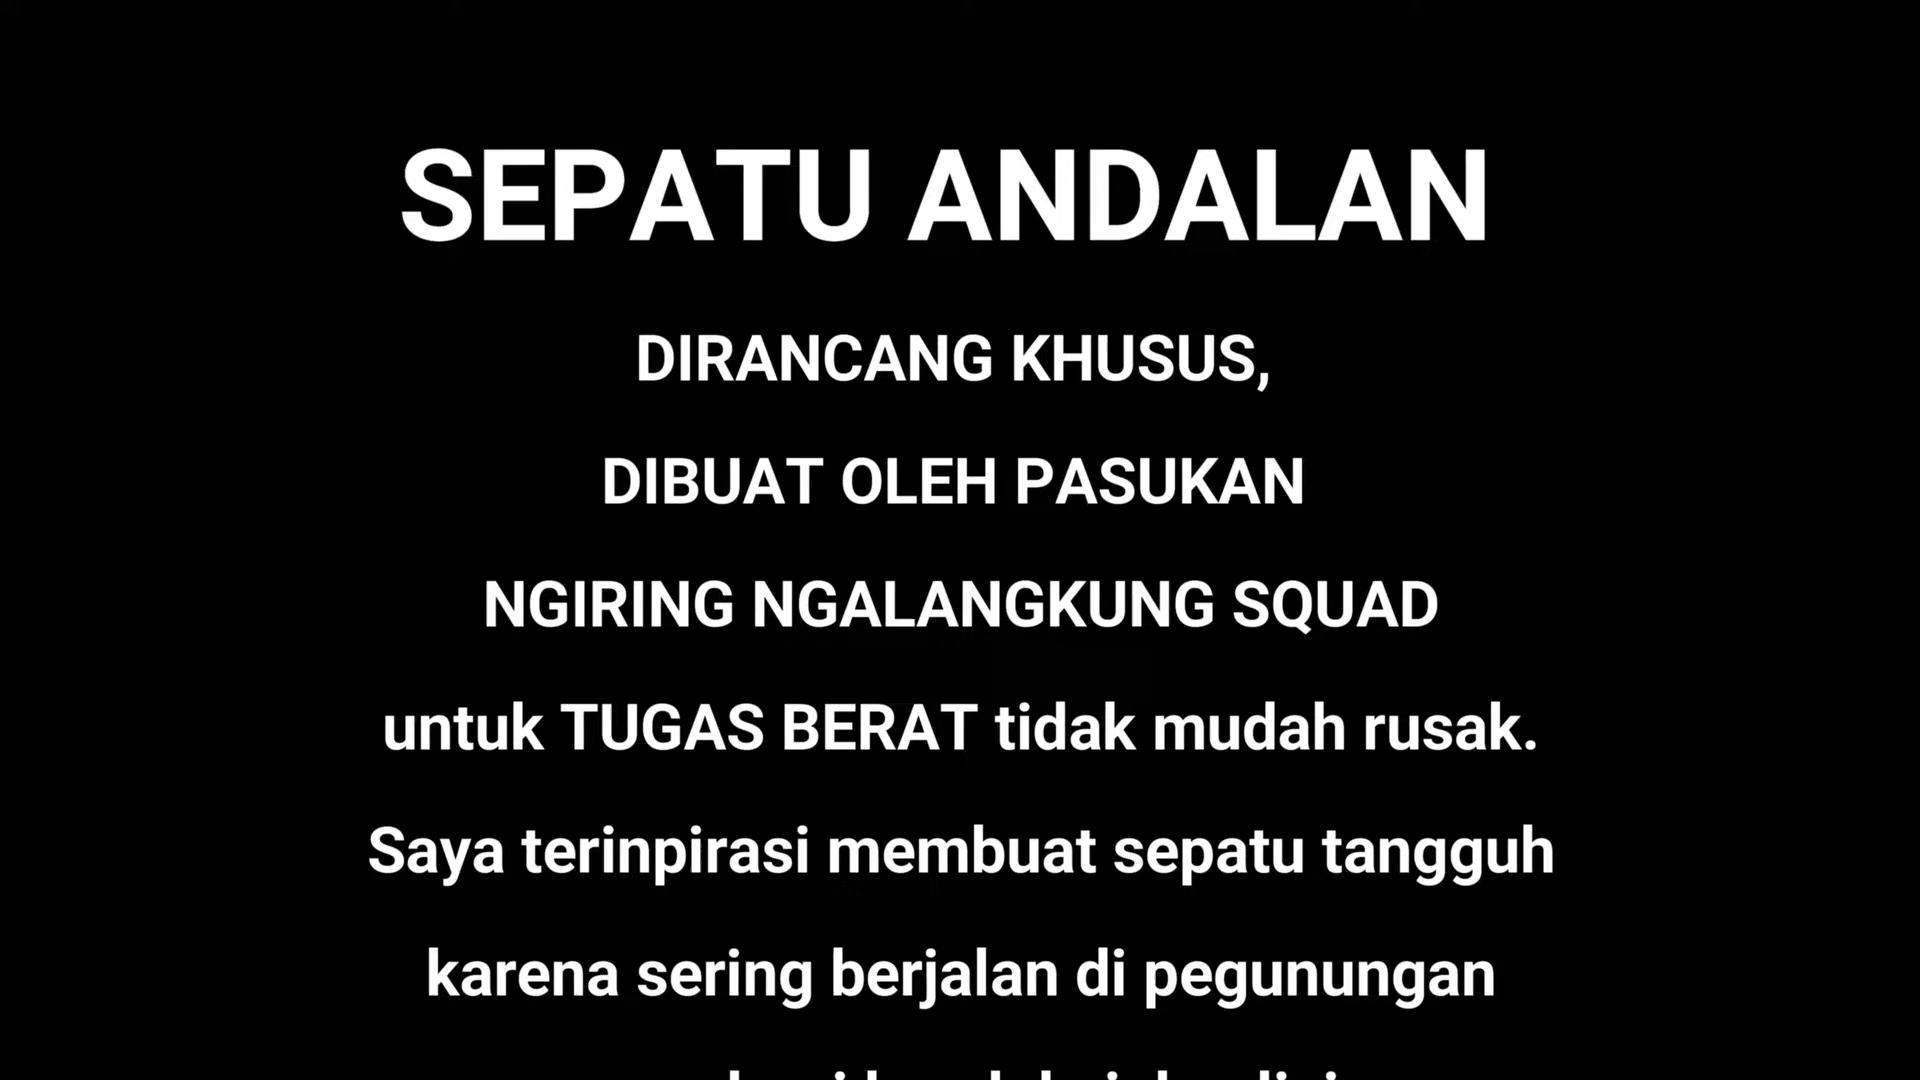 SEPATU ANDALAN
DIRANCANG KHUSUS,
DIBUAT OLEH PASUKAN
NGIRING NGALANGKUNG SQUAD
untuk TUGAS BERAT tidak mudah rusak.
Saya terinpirasi membuat sepatu tangguh
karena sering berjalan di pegunungan